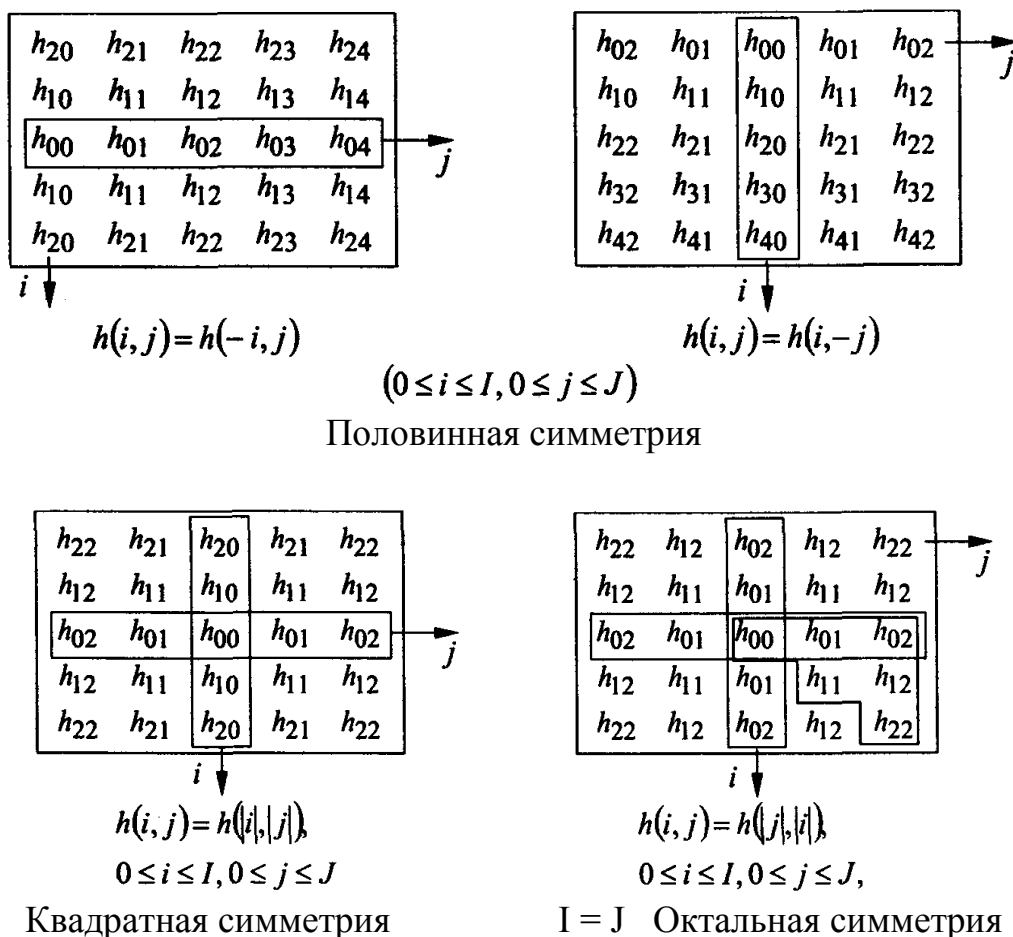 h₂₀ h₂₁ h₂₂ h₂₃ h₂₄
h₁₀ h₁₁ h₁₂ h₁₃ h₁₄
h₀₀ h₀₁ h₀₂ h₀₃ h₀₄ j
h₁₀ h₁₁ h₁₂ h₁₃ h₁₄
h₂₀ h₂₁ h₂₂ h₂₃ h₂₄
i
h(i, j) = h(− i, j)
h₀₂ h₀₁ h₀₀ h₀₁ h₀₂ j
h₁₀ h₁₁ h₁₀ h₁₁ h₁₂
h₂₂ h₂₁ h₂₀ h₂₁ h₂₂
h₃₂ h₃₁ h₃₀ h₃₁ h₃₂
h₄₂ h₄₁ h₄₀ h₄₁ h₄₂
i
h(i, j) = h(i,−j)
(0 ≤ i ≤ I, 0 ≤ j ≤ J)
Половинная симметрия
h₂₂ h₂₁ h₂₀ h₂₁ h₂₂
h₁₂ h₁₁ h₁₀ h₁₁ h₁₂
h₀₂ h₀₁ h₀₀ h₀₁ h₀₂ j
h₁₂ h₁₁ h₁₀ h₁₁ h₁₂
h₂₂ h₂₁ h₂₀ h₂₁ h₂₂
i
h(i, j) = h(|i|,|j|),
0 ≤ i ≤ I, 0 ≤ j ≤ J
Квадратная симметрия
h₂₂ h₁₂ h₀₂ h₁₂ h₂₂ j
h₁₂ h₁₁ h₀₁ h₁₁ h₁₂
h₀₂ h₀₁ h₀₀ h₀₁ h₀₂
h₁₂ h₁₁ h₀₁ h₁₁ h₁₂
h₂₂ h₁₂ h₀₂ h₁₂ h₂₂
i
h(i, j) = h(|j|,|i|),
0 ≤ i ≤ I, 0 ≤ j ≤ J,
I = J Октальная симметрия